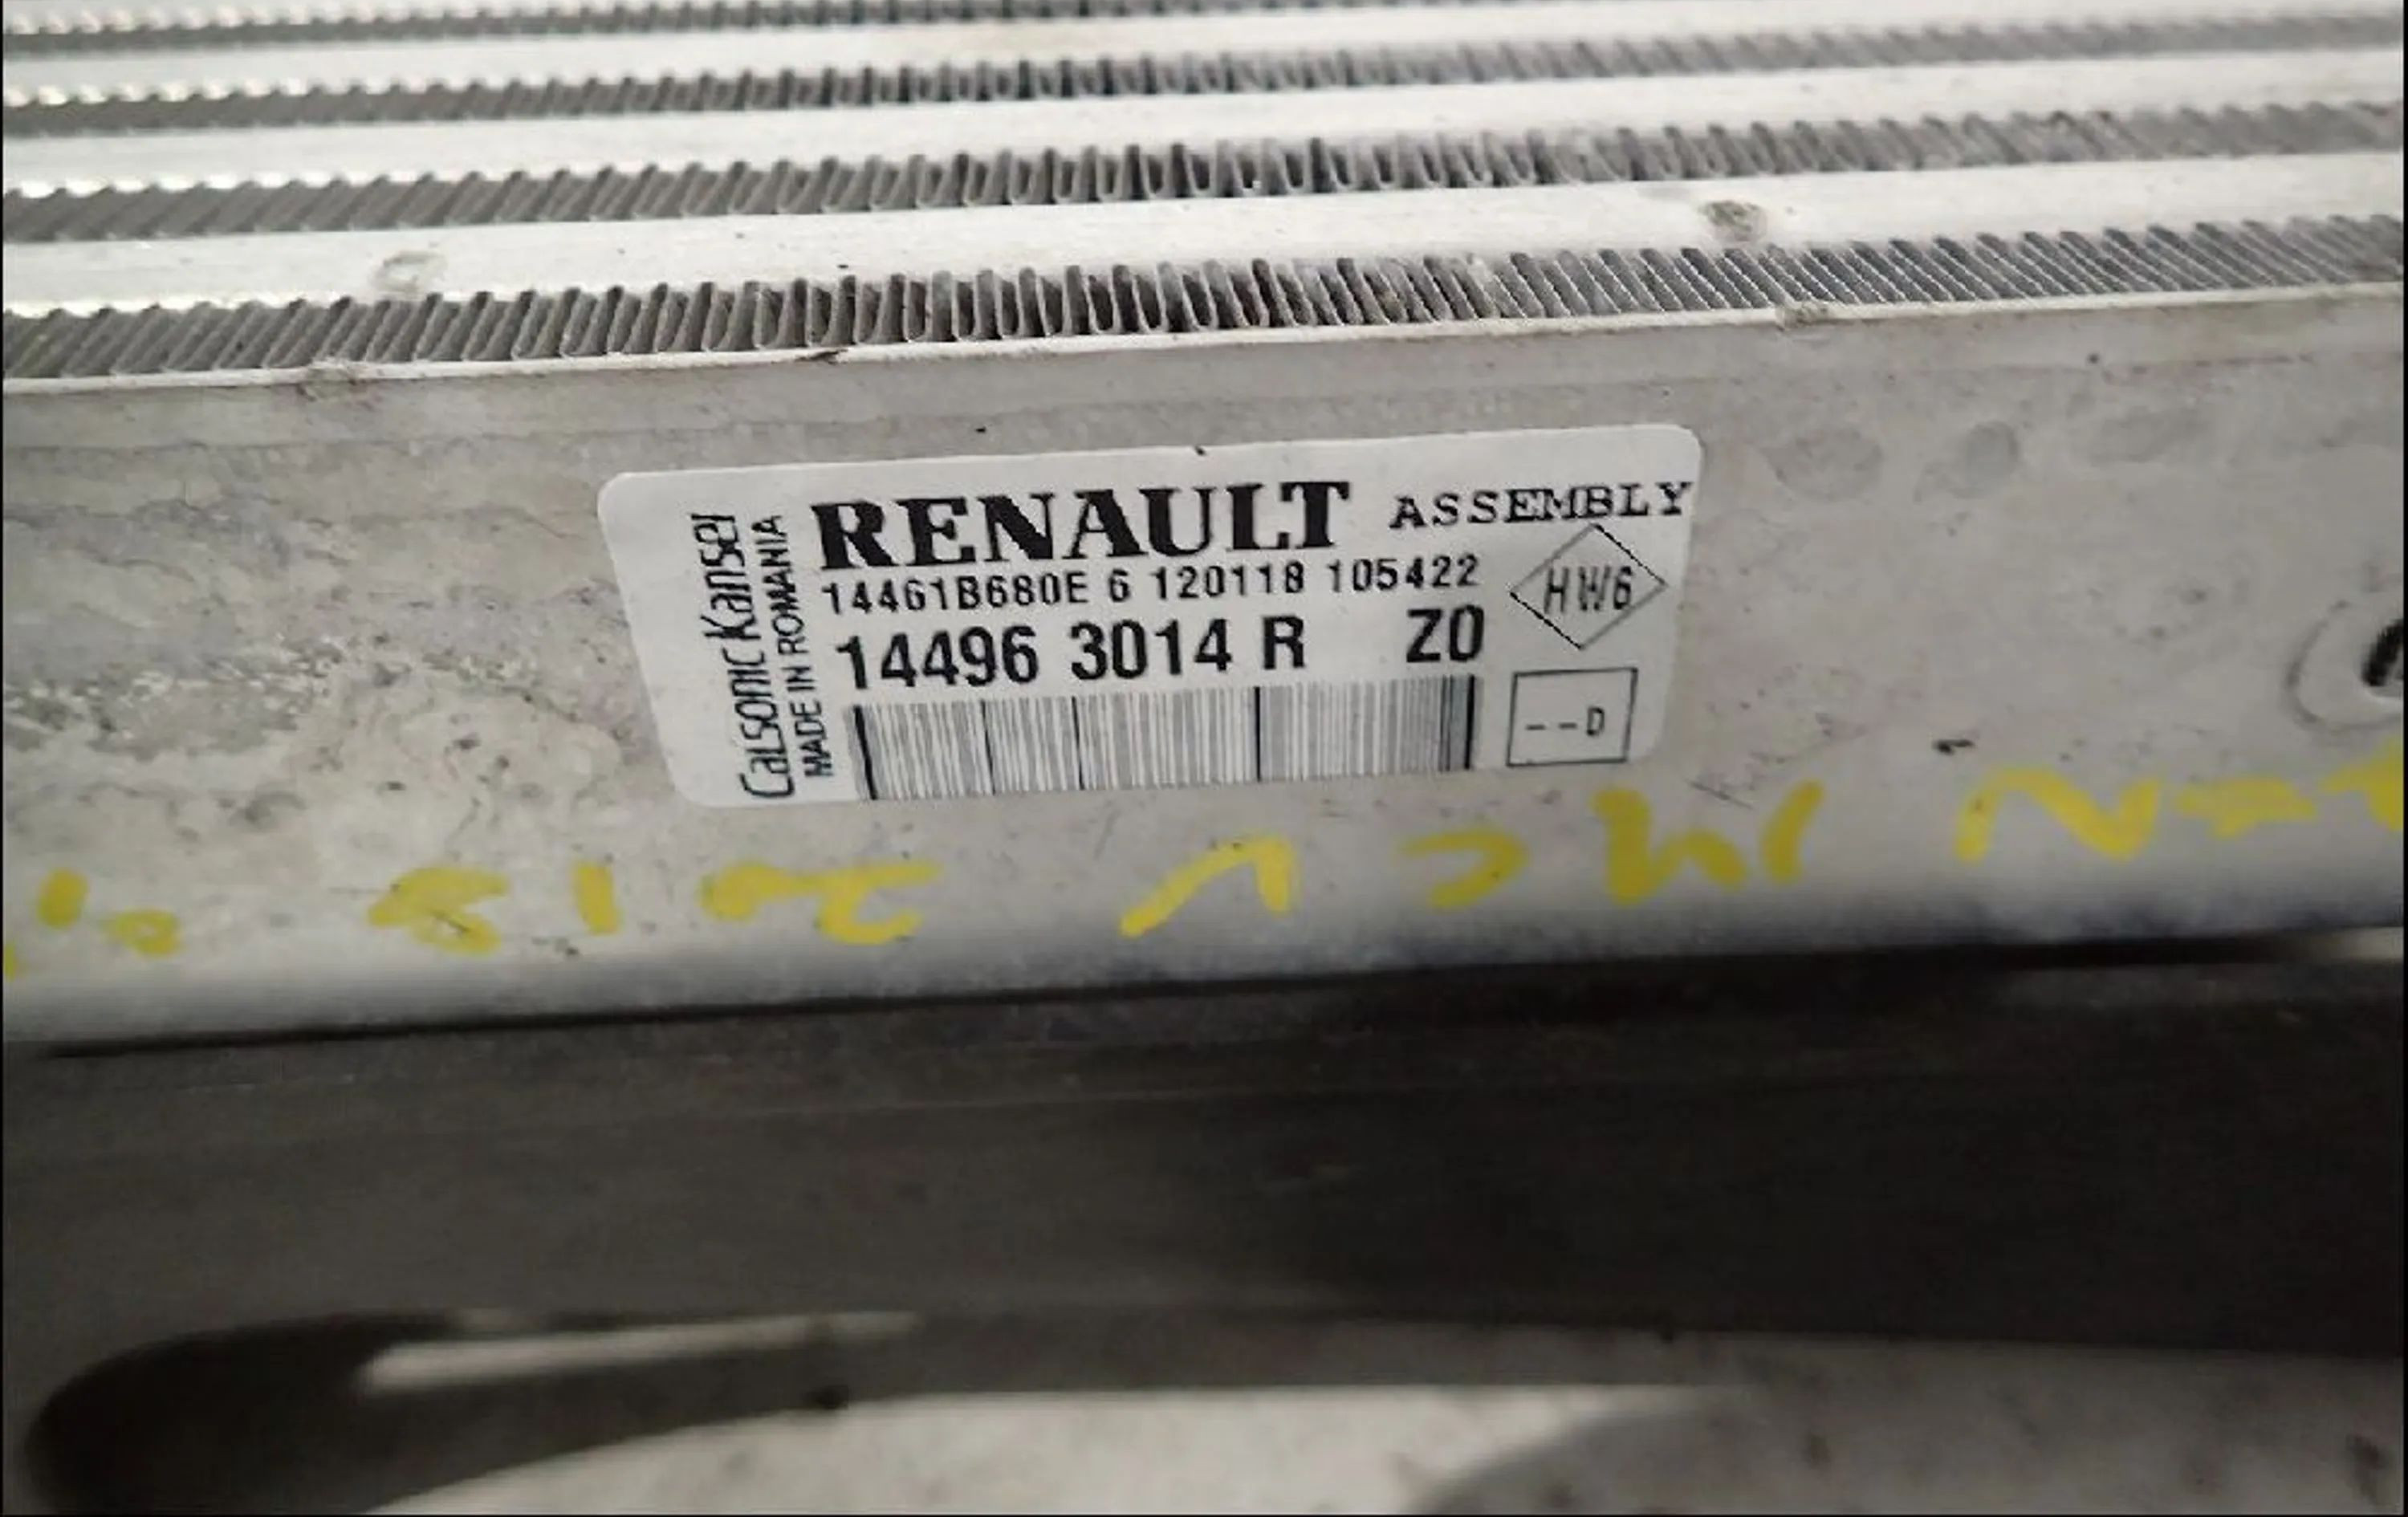 RENAULT ASSEMBLY
14461B680E 6 120118 105422
HW6
14496 3014 R Z0
--D
CalsonicKansei
MADE IN ROMANIA